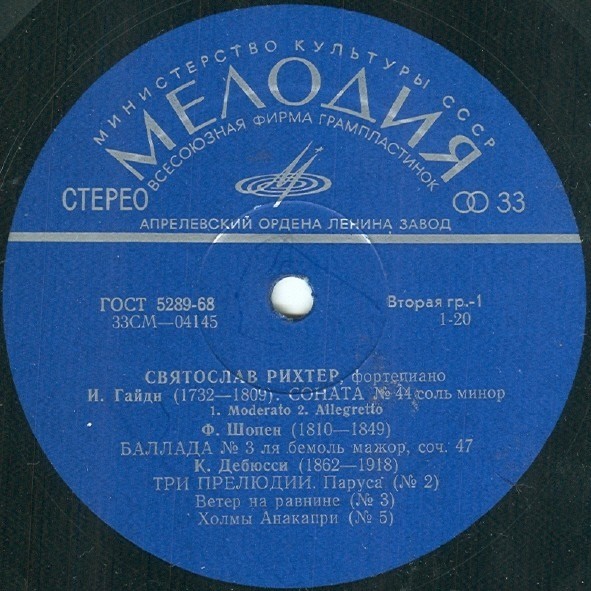 МИНИСТЕРСТВО КУЛЬТУРЫ СССР
МЕЛОДИЯ
ВСЕСОЮЗНАЯ ФИРМА ГРАМПЛАСТИНОК
СТЕРЕО
33
АПРЕЛЕВСКИЙ ОРДЕНА ЛЕНИНА ЗАВОД
ГОСТ 5289-68
Вторая гр.-1
33СМ—04145
1-20
СВЯТОСЛАВ РИХТЕР, фортепиано
И. Гайдн (1732—1809). СОНАТА № 44 соль минор
1. Moderato 2. Allegretto
Ф. Шопен (1810—1849)
БАЛЛАДА № 3 ля бемоль мажор, соч. 47
К. Дебюсси (1862—1918)
ТРИ ПРЕЛЮДИИ. Паруса (№ 2)
Ветер на равнине (№ 3)
Холмы Анакапри (№ 5)